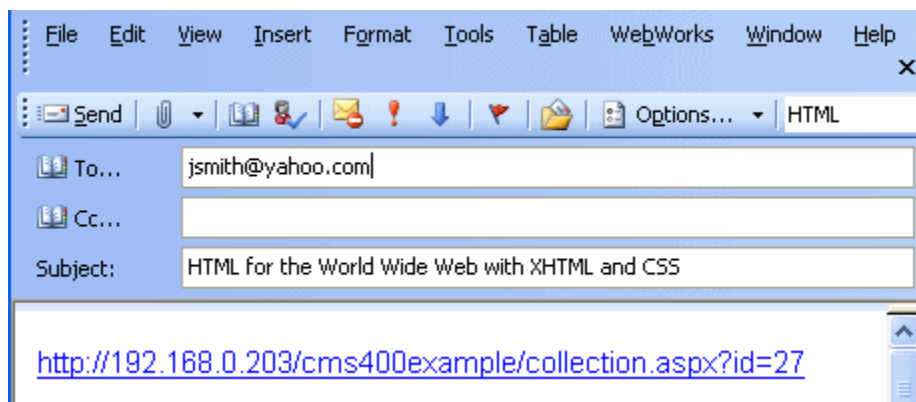 File Edit View Insert Format Tools Table WebWorks Window Help
Send Options... HTML
To... jsmith@yahoo.com
Cc...
Subject: HTML for the World Wide Web with XHTML and CSS
http://192.168.0.203/cms400example/collection.aspx?id=27